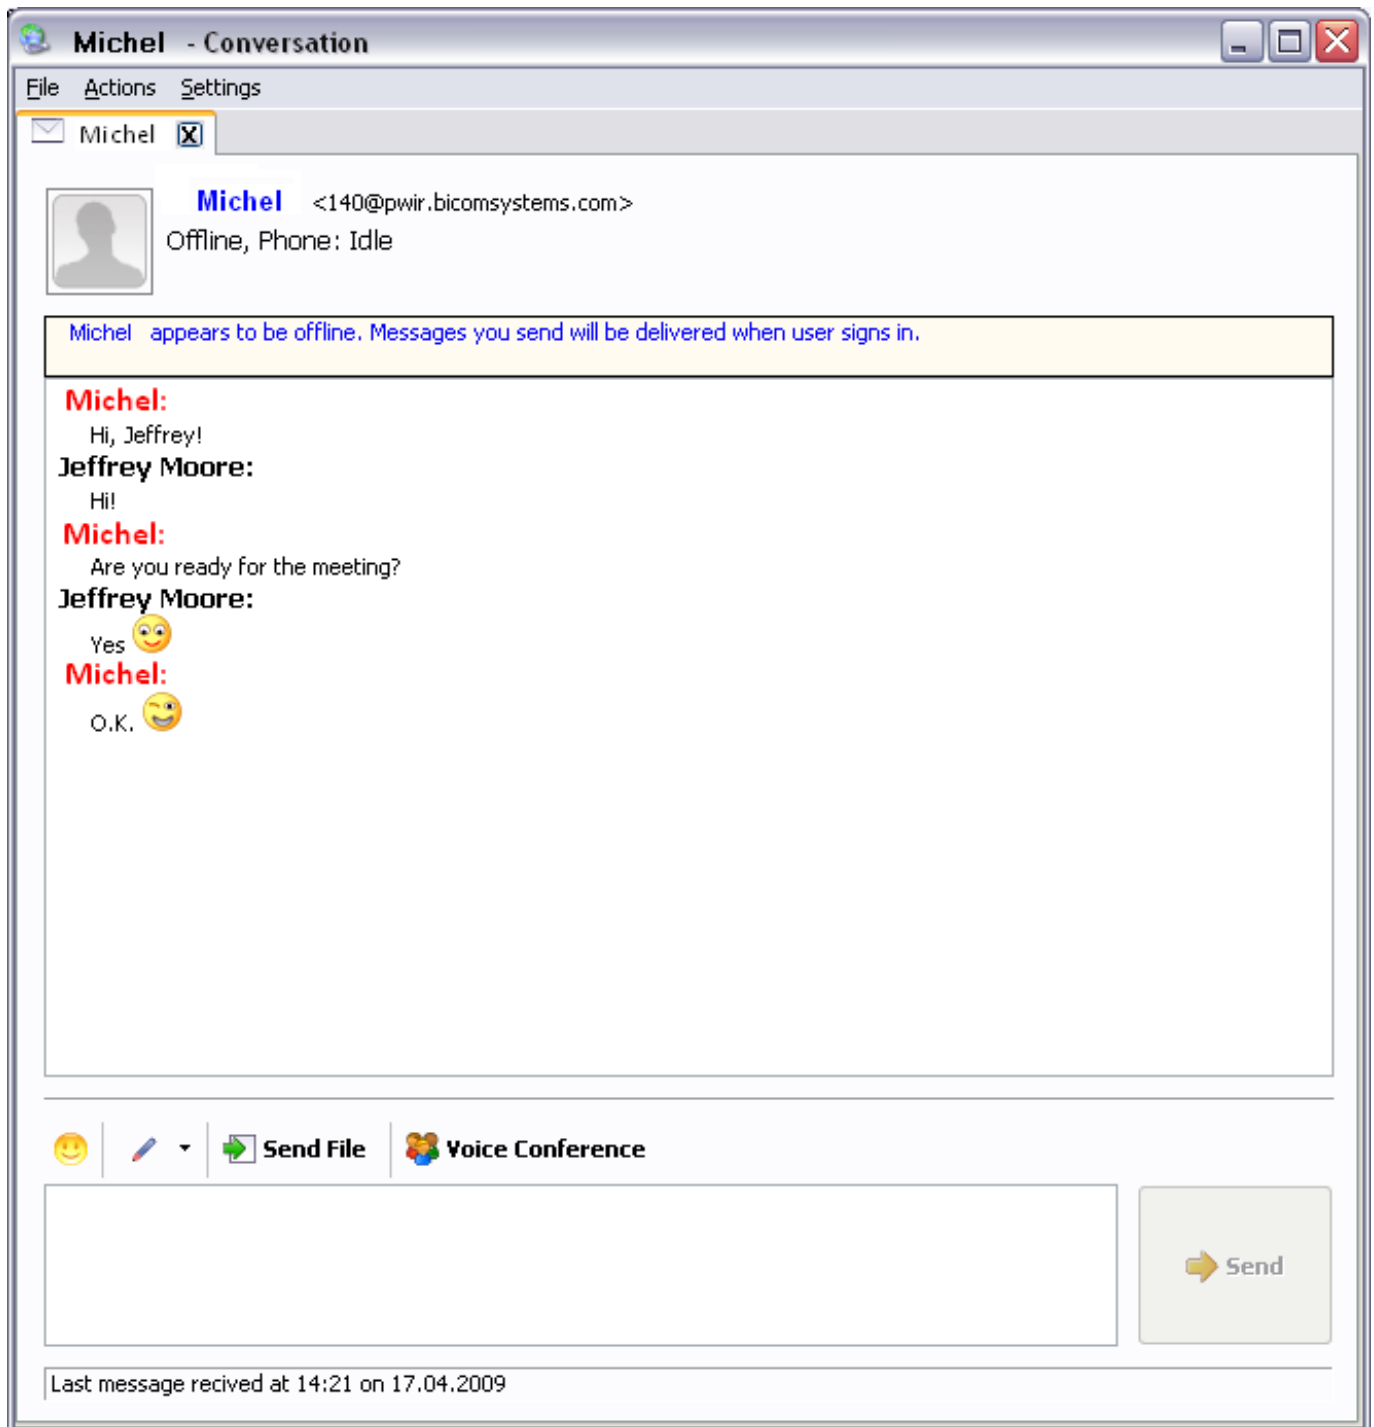 Michel - Conversation
File Actions Settings
Michel X
Michel <140@pwir.bicomsystems.com>
Offline, Phone: Idle
Michel appears to be offline. Messages you send will be delivered when user signs in.
Michel:
Hi, Jeffrey!
Jeffrey Moore:
Hi!
Michel:
Are you ready for the meeting?
Jeffrey Moore:
Yes
Michel:
O.K.
Send File Voice Conference
Send
Last message recived at 14:21 on 17.04.2009